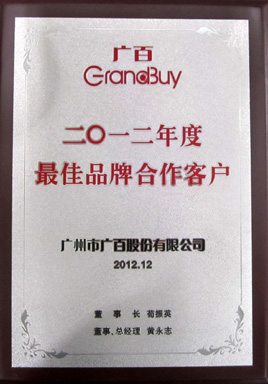 广百
GrandBuy
二〇一二年度
最佳品牌合作客户
广州市广百股份有限公司
2012.12
董 事 长 荀振英
董事、总经理 黄永志